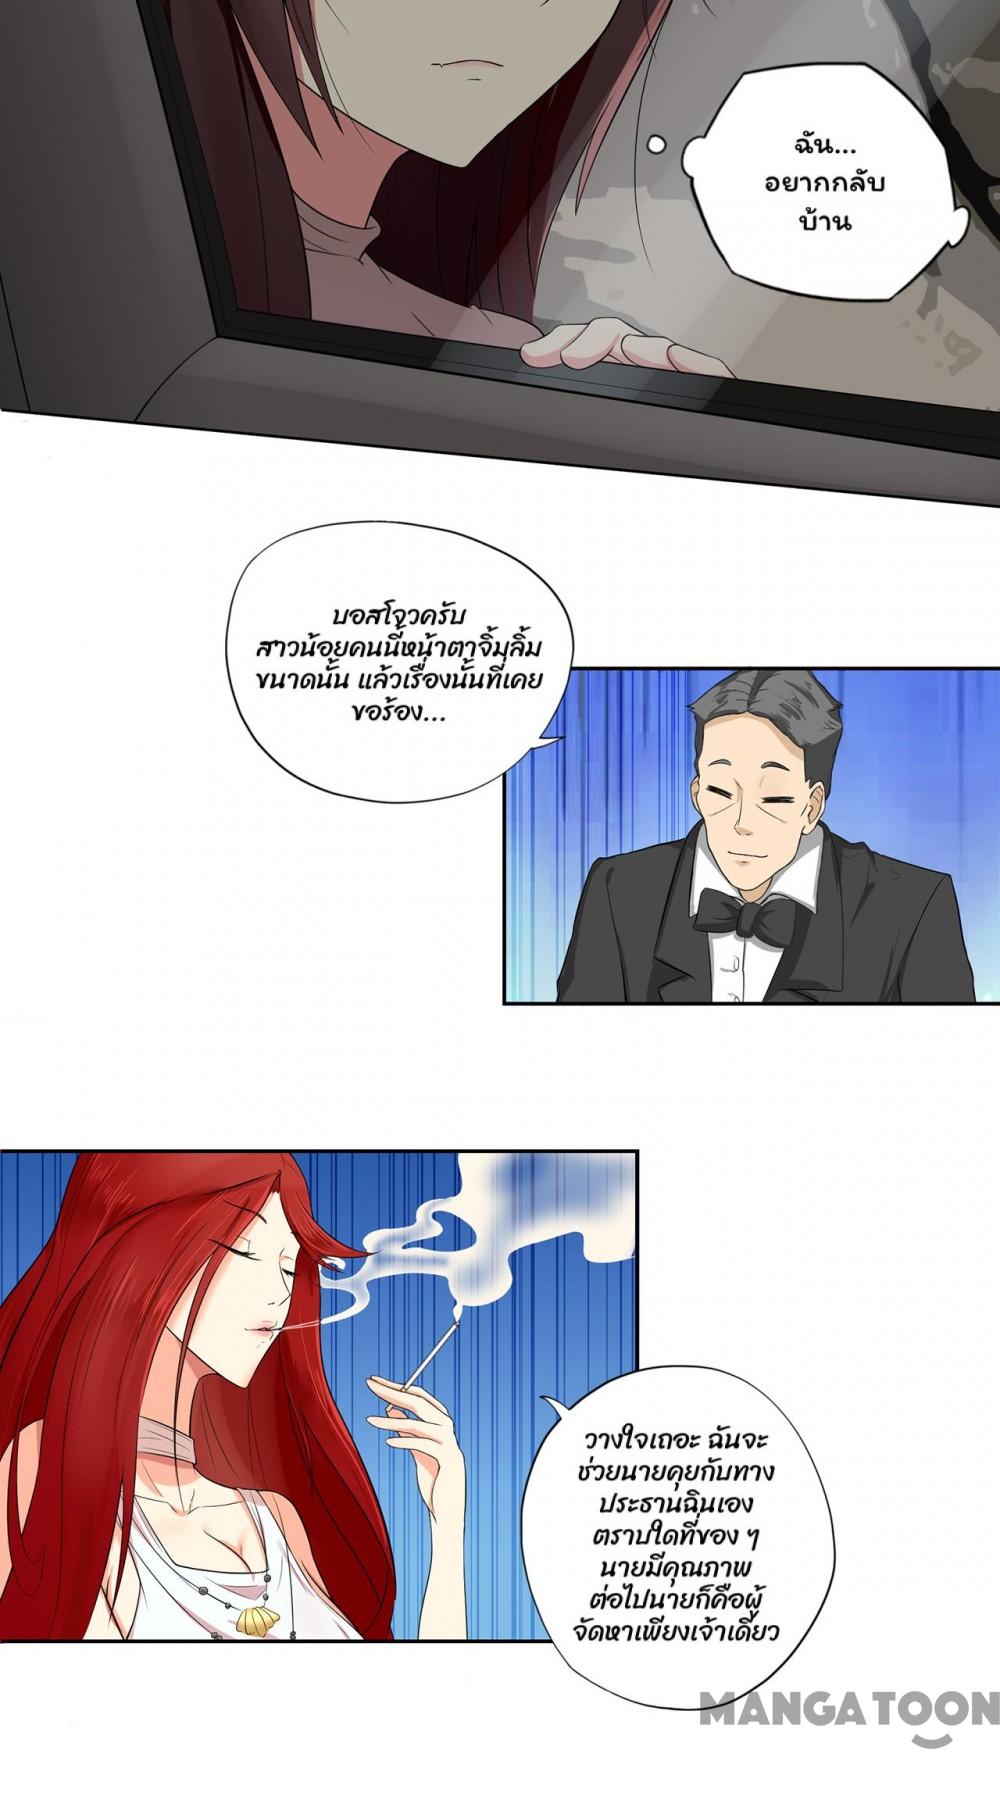 ฉัน...
อยากกลับ
บ้าน
บอสโจวครับ
สาวน้อยคนนี้หน้าตาจิ้มลิ้ม
ขนาดนั้น แล้วเรื่องนั้นที่เคย
ขอร้อง...
วางใจเถอะ ฉันจะ
ช่วยนายคุยกับทาง
ประธานฉินเอง
ตราบใดที่ของ ๆ
นายมีคุณภาพ
ต่อไปนายก็คือผู้
จัดหาเพียงเจ้าเดียว
MANGATOON